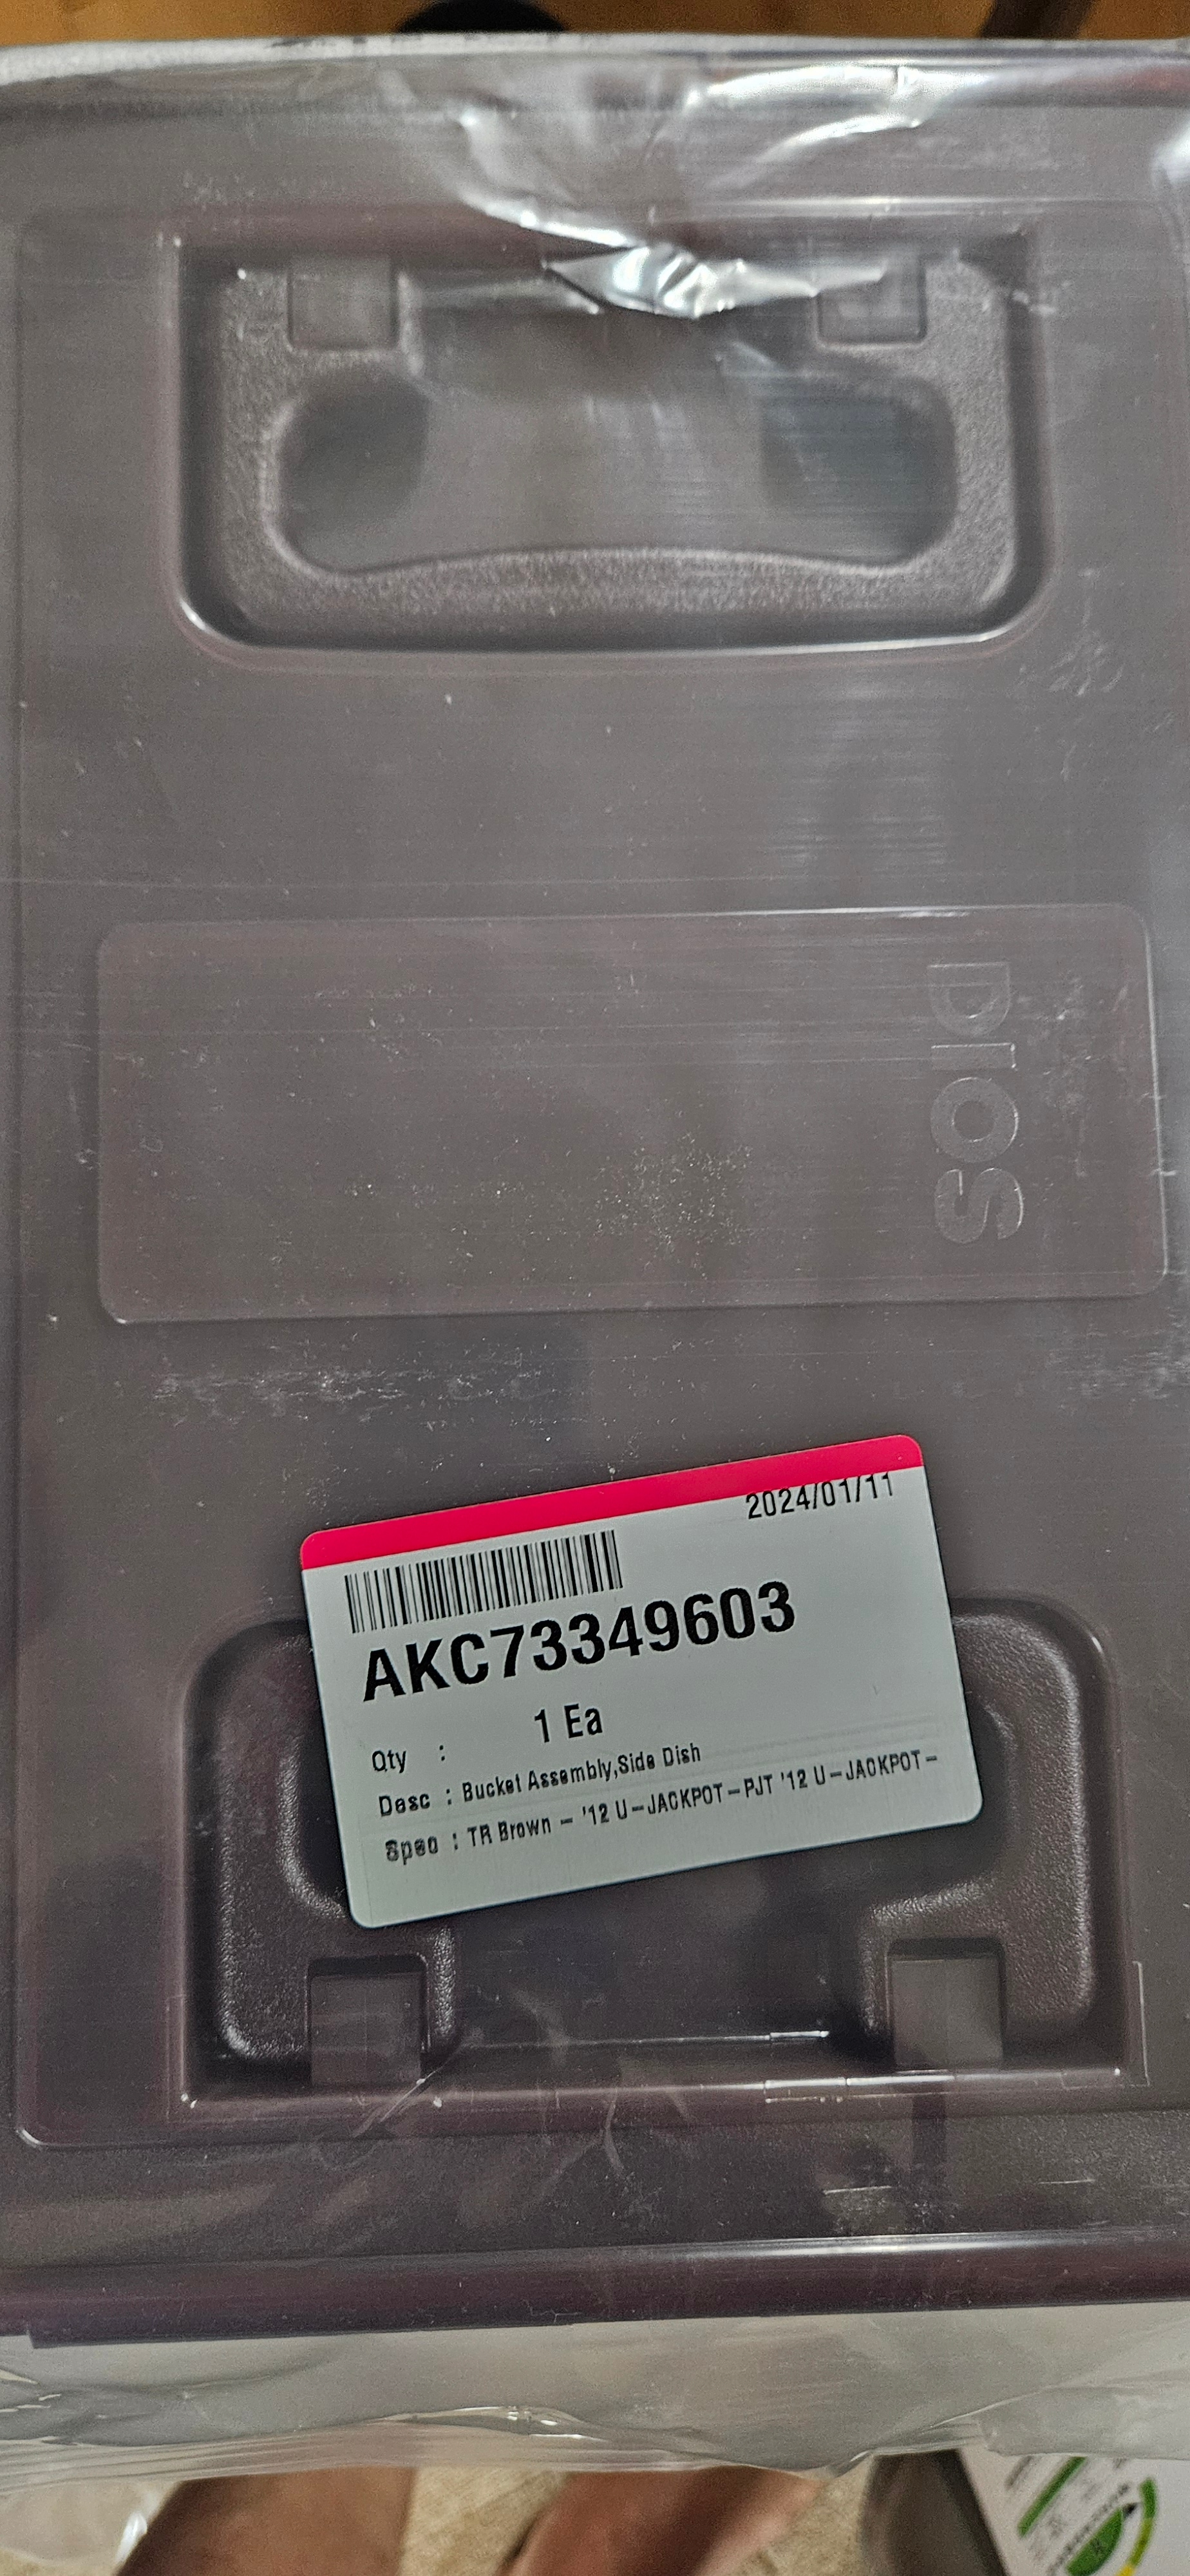 DIOS
2024/01/11
AKC73349603
Qty : 1 Ea
Desc : Bucket Assembly,Side Dish
Spec : TR Brown - '12 U-JACKPOT-PJT '12 U-JACKPOT-